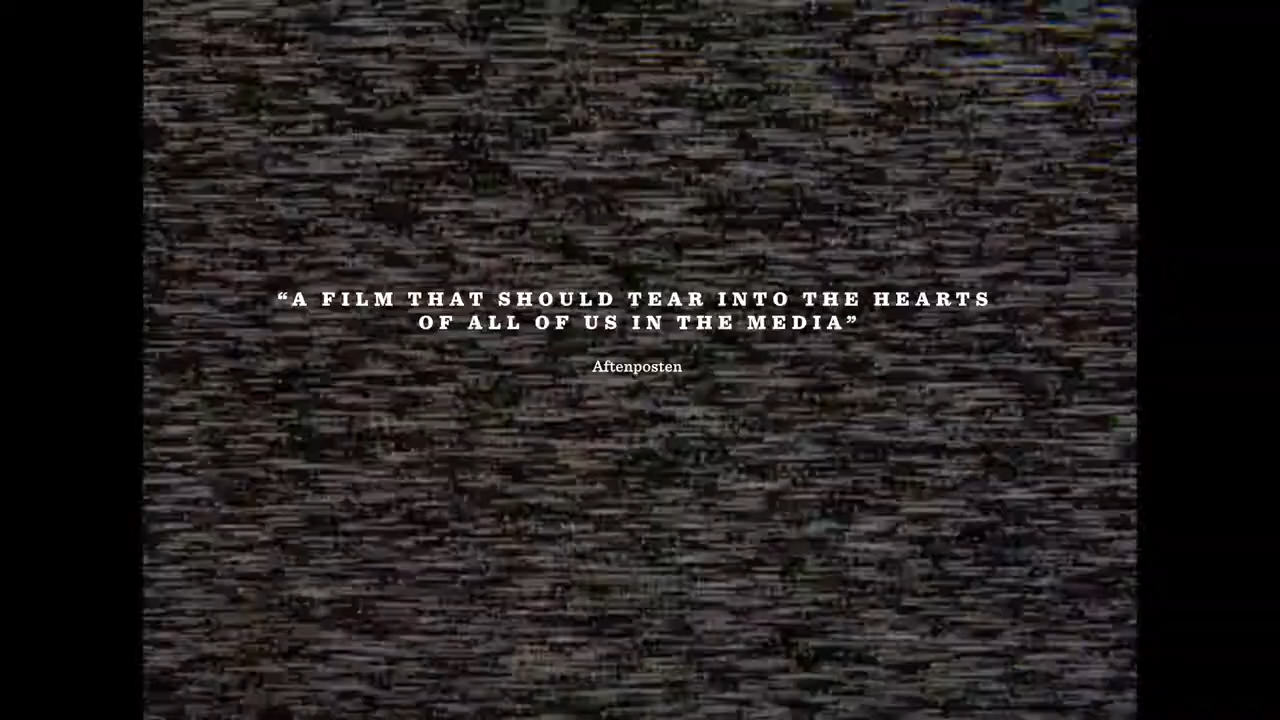 “A FILM THAT SHOULD TEAR INTO THE HEARTS
OF ALL OF US IN THE MEDIA”
Aftenposten